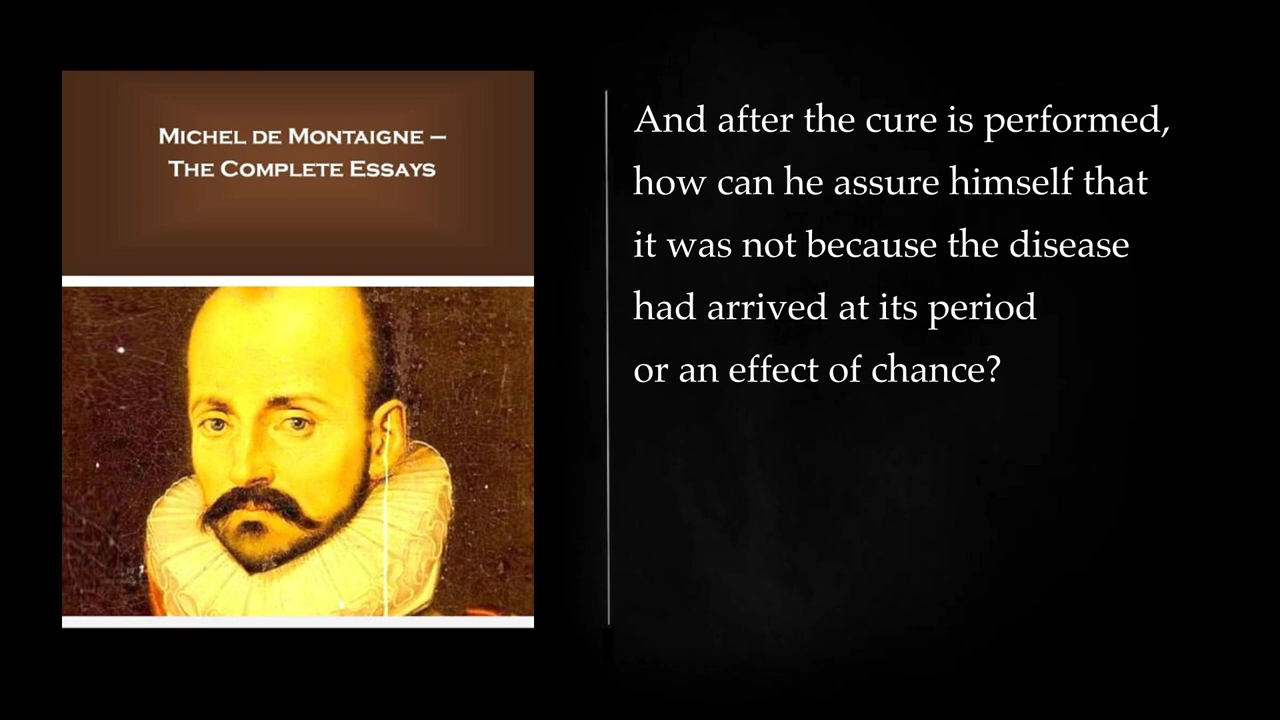 MICHEL DE MONTAIGNE –
THE COMPLETE ESSAYS
And after the cure is performed,
how can he assure himself that
it was not because the disease
had arrived at its period
or an effect of chance?